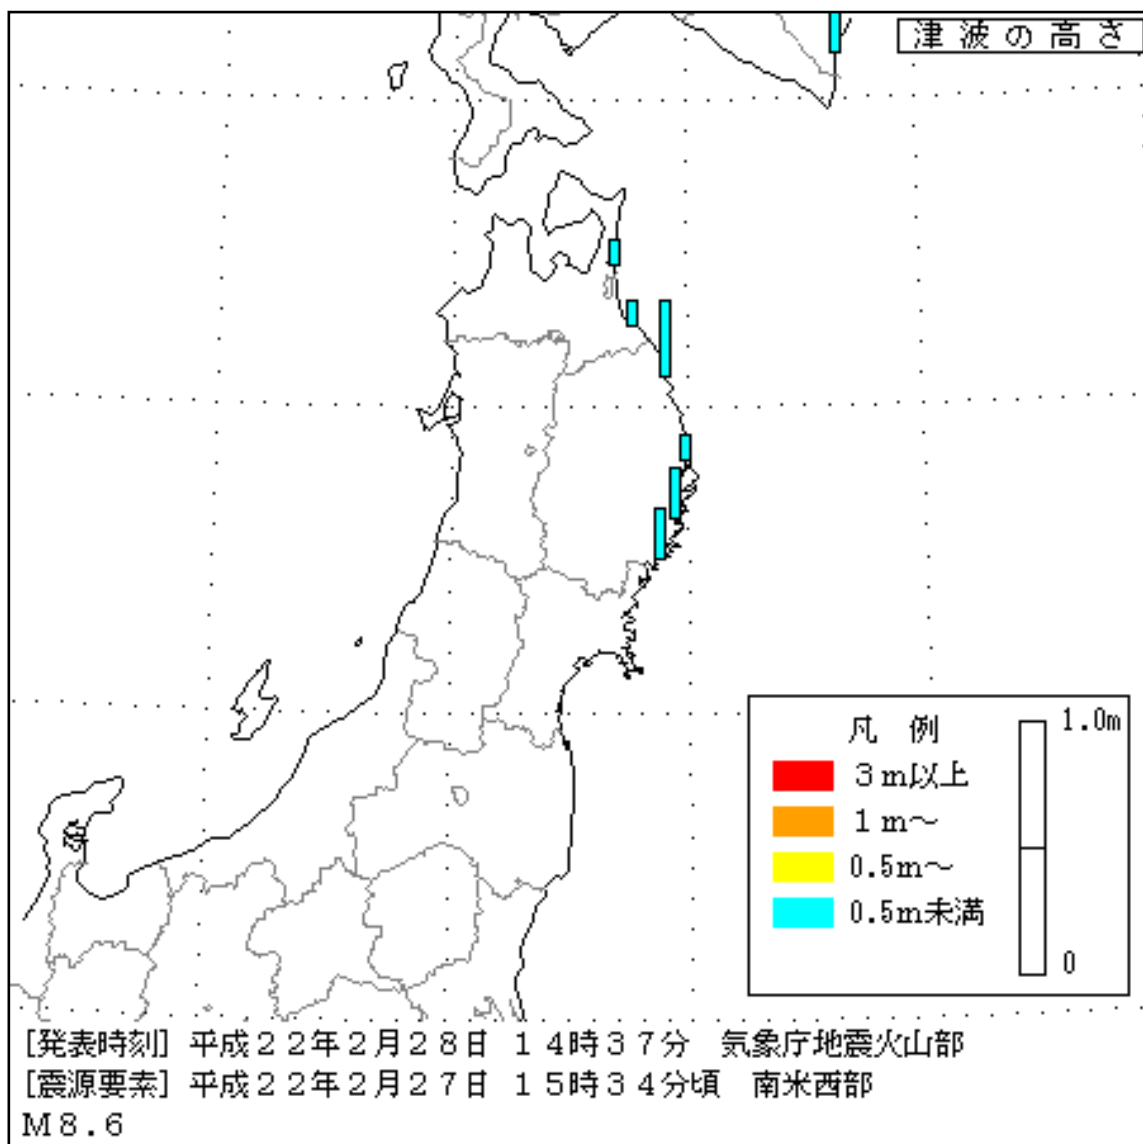 津波の高さ
凡例
1.0m
3m以上
1m～
0.5m～
0.5m未満
0
[発表時刻] 平成２２年２月２８日 １４時３７分 気象庁地震火山部
[震源要素] 平成２２年２月２７日 １５時３４分頃 南米西部
Ｍ８.６